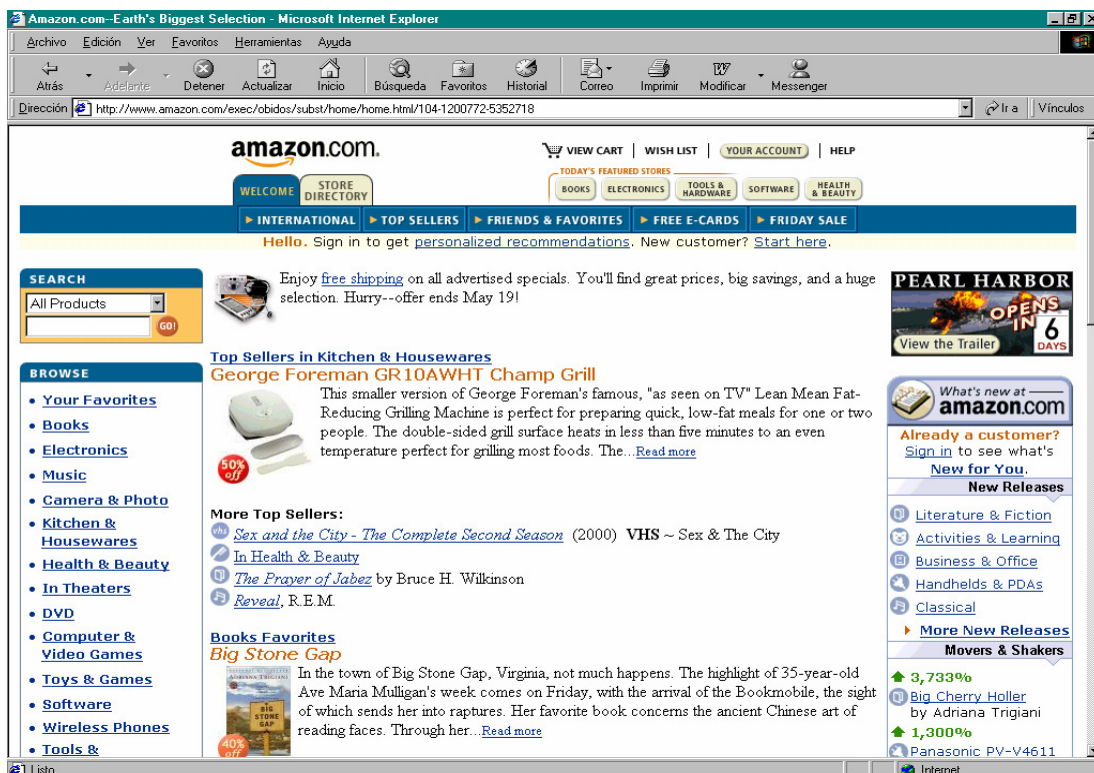 Amazon.com--Earth's Biggest Selection - Microsoft Internet Explorer
Archivo Edición Ver Favoritos Herramientas Ayuda
Atrás Adelante Detener Actualizar Inicio Búsqueda Favoritos Historial Correo Imprimir Modificar Messenger
Dirección http://www.amazon.com/exec/obidos/subst/home/home.html/104-1200772-5352718 Ir a Vínculos
amazon.com.
VIEW CART | WISH LIST | YOUR ACCOUNT | HELP
TODAY'S FEATURED STORES
BOOKS ELECTRONICS TOOLS & HARDWARE SOFTWARE HEALTH & BEAUTY
WELCOME STORE DIRECTORY
INTERNATIONAL TOP SELLERS FRIENDS & FAVORITES FREE E-CARDS FRIDAY SALE
Hello. Sign in to get personalized recommendations. New customer? Start here.
SEARCH
All Products
GO!
BROWSE
• Your Favorites
• Books
• Electronics
• Music
• Camera & Photo
• Kitchen &
Housewares
• Health & Beauty
• In Theaters
• DVD
• Computer &
Video Games
• Toys & Games
• Software
• Wireless Phones
• Tools &
Enjoy free shipping on all advertised specials. You'll find great prices, big savings, and a huge
selection. Hurry--offer ends May 19!
Top Sellers in Kitchen & Housewares
George Foreman GR10AWHT Champ Grill
This smaller version of George Foreman's famous, "as seen on TV" Lean Mean Fat-
Reducing Grilling Machine is perfect for preparing quick, low-fat meals for one or two
people. The double-sided grill surface heats in less than five minutes to an even
temperature perfect for grilling most foods. The...Read more
50%
off
More Top Sellers:
vhs Sex and the City - The Complete Second Season (2000) VHS ~ Sex & The City
In Health & Beauty
The Prayer of Jabez by Bruce H. Wilkinson
Reveal, R.E.M.
Books Favorites
Big Stone Gap
ADRIANA TRIGIANI
BIG
STONE
GAP
40%
off
In the town of Big Stone Gap, Virginia, not much happens. The highlight of 35-year-old
Ave Maria Mulligan's week comes on Friday, with the arrival of the Bookmobile, the sight
of which sends her into raptures. Her favorite book concerns the ancient Chinese art of
reading faces. Through her...Read more
PEARL HARBOR
OPENS
IN 6
DAYS
View the Trailer
What's new at
amazon.com
Already a customer?
Sign in to see what's
New for You.
New Releases
Literature & Fiction
Activities & Learning
Business & Office
Handhelds & PDAs
Classical
More New Releases
Movers & Shakers
3,733%
Big Cherry Holler
by Adriana Trigiani
1,300%
Panasonic PV-V4611
Listo
Internet